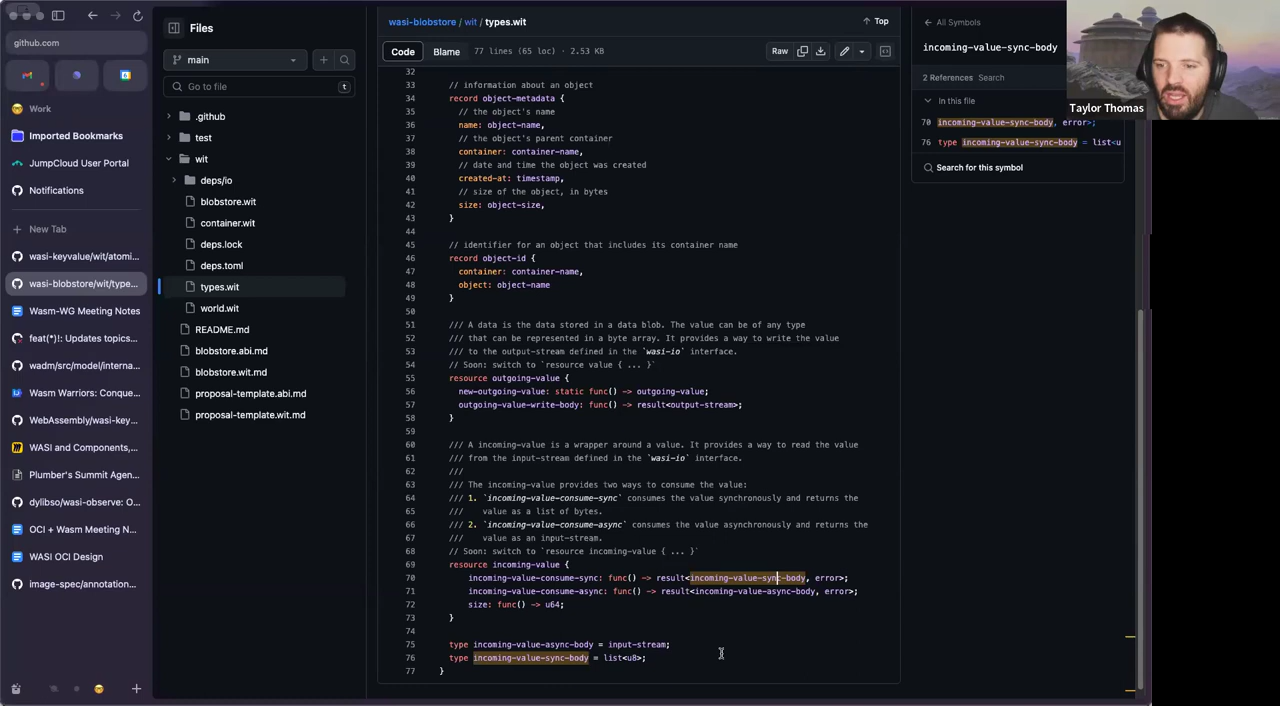 github.com
Work
Imported Bookmarks
JumpCloud User Portal
Notifications
New Tab
wasi-keyvalue/wit/atomi...
wasi-blobstore/wit/type...
Wasm-WG Meeting Notes
feat(*)!: Updates topics...
wadm/src/model/interna...
Wasm Warriors: Conque...
WebAssembly/wasi-key...
WASI and Components,...
Plumber's Summit Agen...
dylibso/wasi-observe: O...
OCI + Wasm Meeting N...
WASI OCI Design
image-spec/annotation...
Files
main
Go to file
t
.github
test
wit
deps/io
blobstore.wit
container.wit
deps.lock
deps.toml
types.wit
world.wit
README.md
blobstore.abi.md
blobstore.wit.md
proposal-template.abi.md
proposal-template.wit.md
wasi-blobstore / wit / types.wit
Top
Code Blame 77 lines (65 loc) · 2.53 KB
Raw
32
33 // information about an object
34 record object-metadata {
35 // the object's name
36 name: object-name,
37 // the object's parent container
38 container: container-name,
39 // date and time the object was created
40 created-at: timestamp,
41 // size of the object, in bytes
42 size: object-size,
43 }
44
45 // identifier for an object that includes its container name
46 record object-id {
47 container: container-name,
48 object: object-name
49 }
50
51 /// A data is the data stored in a data blob. The value can be of any type
52 /// that can be represented in a byte array. It provides a way to write the value
53 /// to the output-stream defined in the `wasi-io` interface.
54 // Soon: switch to `resource value { ... }`
55 resource outgoing-value {
56 new-outgoing-value: static func() -> outgoing-value;
57 outgoing-value-write-body: func() -> result<output-stream>;
58 }
59
60 /// A incoming-value is a wrapper around a value. It provides a way to read the value
61 /// from the input-stream defined in the `wasi-io` interface.
62 ///
63 /// The incoming-value provides two ways to consume the value:
64 /// 1. `incoming-value-consume-sync` consumes the value synchronously and returns the
65 /// value as a list of bytes.
66 /// 2. `incoming-value-consume-async` consumes the value asynchronously and returns the
67 /// value as an input-stream.
68 // Soon: switch to `resource incoming-value { ... }`
69 resource incoming-value {
70 incoming-value-consume-sync: func() -> result<incoming-value-sync-body, error>;
71 incoming-value-consume-async: func() -> result<incoming-value-async-body, error>;
72 size: func() -> u64;
73 }
74
75 type incoming-value-async-body = input-stream;
76 type incoming-value-sync-body = list<u8>;
77 }
All Symbols
incoming-value-sync-body
2 References Search
In this file
70 incoming-value-sync-body, error>;
76 type incoming-value-sync-body = list<u
Search for this symbol
Taylor Thomas